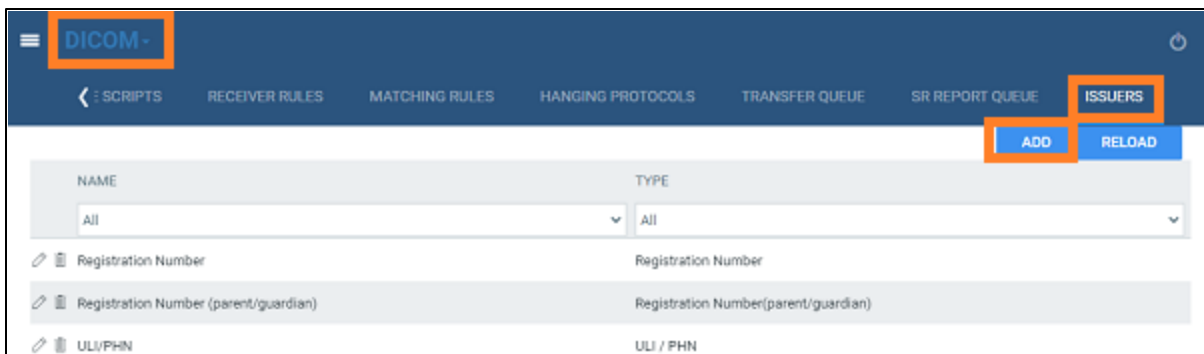 DICOM
SCRIPTS RECEIVER RULES MATCHING RULES HANGING PROTOCOLS TRANSFER QUEUE SR REPORT QUEUE ISSUERS
ADD RELOAD
NAME TYPE
All All
Registration Number Registration Number
Registration Number (parent/guardian) Registration Number(parent/guardian)
ULI/PHN ULI / PHN